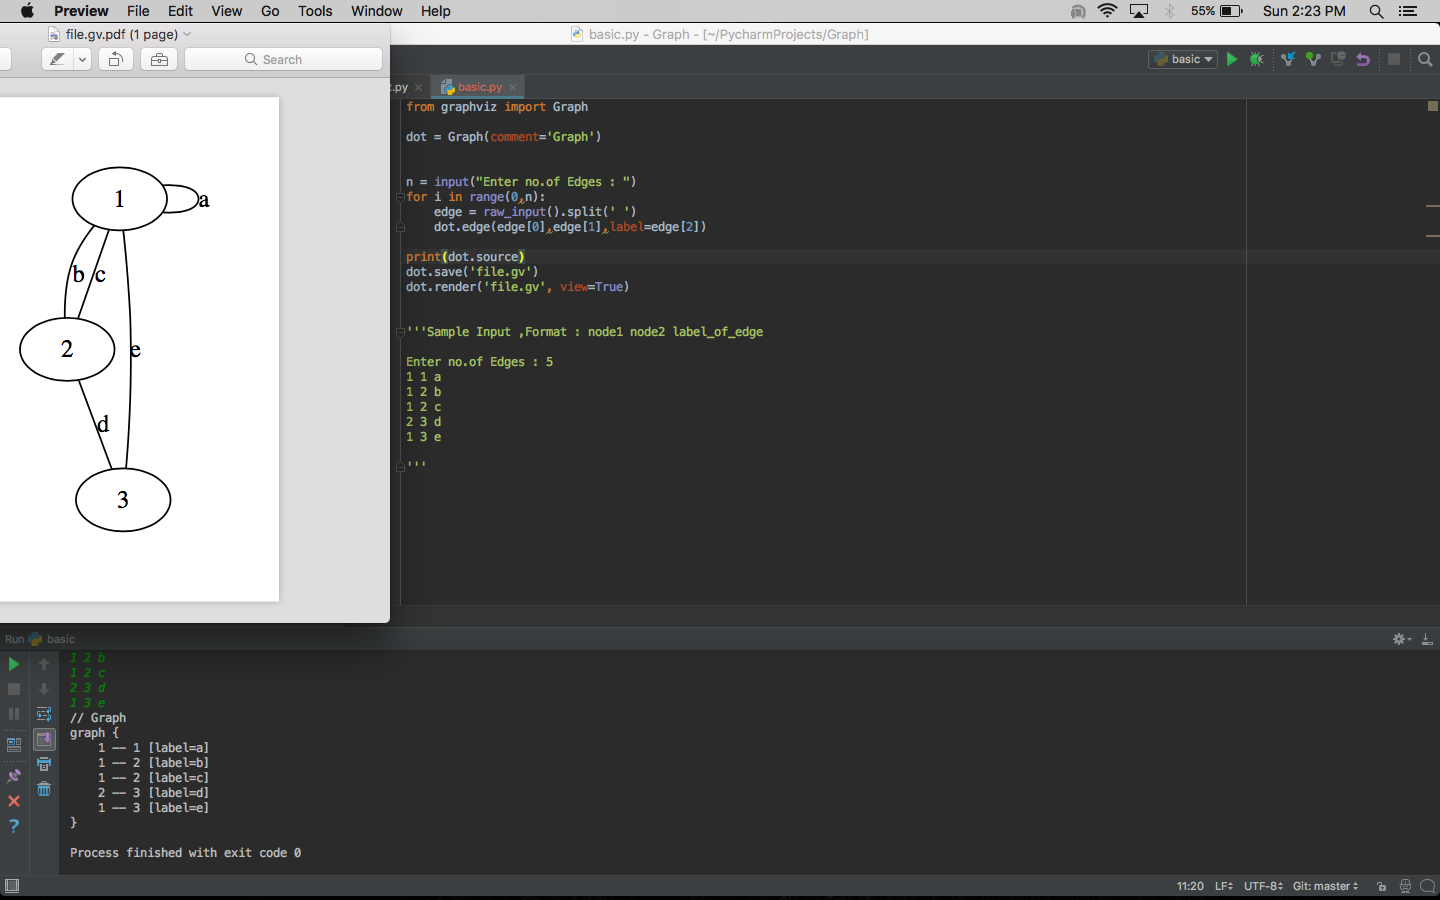 Preview File Edit View Go Tools Window Help 55% Sun 2:23 PM
file.gv.pdf (1 page)
Search
1
a
b c
2
e
d
3
basic.py - Graph - [~/PycharmProjects/Graph]
basic
t.py basic.py
from graphviz import Graph
dot = Graph(comment='Graph')
n = input("Enter no.of Edges : ")
for i in range(0,n):
edge = raw_input().split(' ')
dot.edge(edge[0],edge[1],label=edge[2])
print(dot.source)
dot.save('file.gv')
dot.render('file.gv', view=True)
'''Sample Input ,Format : node1 node2 label_of_edge
Enter no.of Edges : 5
1 1 a
1 2 b
1 2 c
2 3 d
1 3 e
'''
Run basic
1 2 b
1 2 c
2 3 d
1 3 e
// Graph
graph {
1 -- 1 [label=a]
1 -- 2 [label=b]
1 -- 2 [label=c]
2 -- 3 [label=d]
1 -- 3 [label=e]
}
Process finished with exit code 0
11:20 LF UTF-8 Git: master